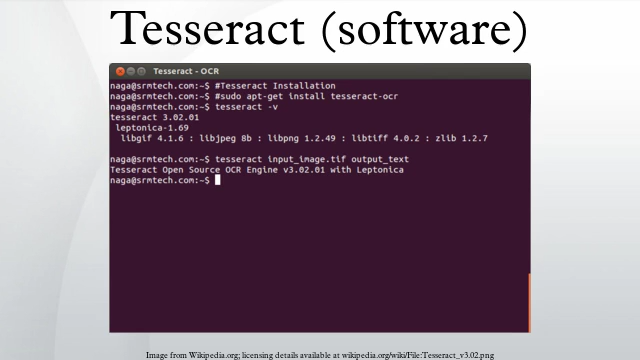 Tesseract (software)
Tesseract - OCR
naga@srmtech.com:~$ #Tesseract Installation
naga@srmtech.com:~$ #sudo apt-get install tesseract-ocr
naga@srmtech.com:~$ tesseract -v
tesseract 3.02.01
leptonica-1.69
libgif 4.1.6 : libjpeg 8b : libpng 1.2.49 : libtiff 4.0.2 : zlib 1.2.7
naga@srmtech.com:~$ tesseract input_image.tif output_text
Tesseract Open Source OCR Engine v3.02.01 with Leptonica
naga@srmtech.com:~$
Image from Wikipedia.org; licensing details available at wikipedia.org/wiki/File:Tesseract_v3.02.png